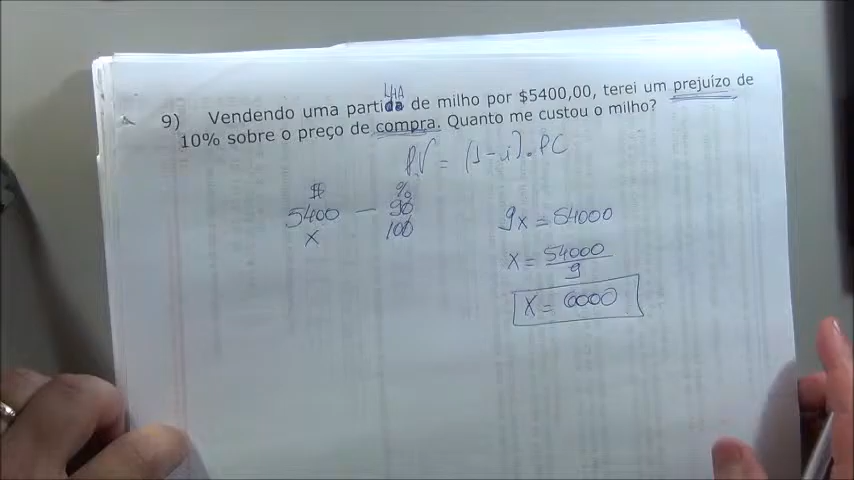 LHA
9) Vendendo uma partida de milho por $5400,00, terei um prejuízo de
10% sobre o preço de compra. Quanto me custou o milho?
PV = (1-i).PC
$ %
5400 — 90
x 100
9x = 54000
x = 54000
9
x = 6000